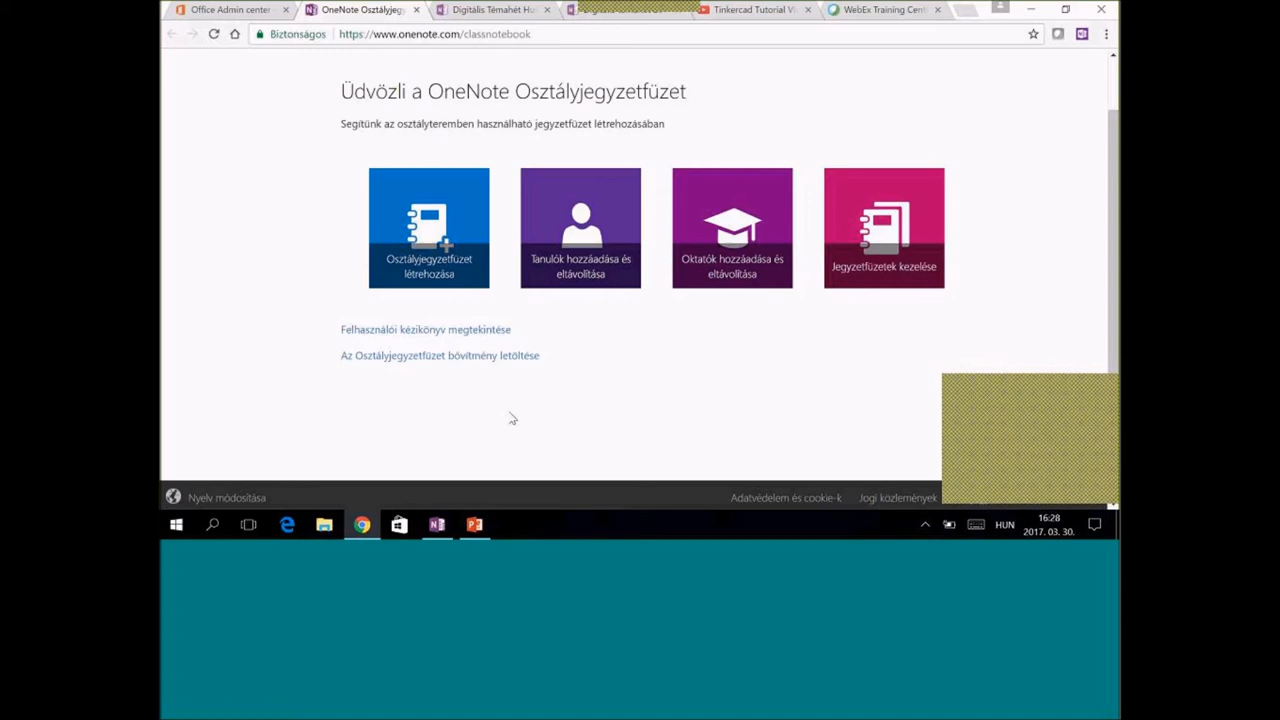 Office Admin center
OneNote Osztályjegy
Digitális Témahét Hu
Tinkercad Tutorial Vi
WebEx Training Cent
Biztonságos
https://www.onenote.com/classnotebook
Üdvözli a OneNote Osztályjegyzetfüzet
Segítünk az osztályteremben használható jegyzetfüzet létrehozásában
Osztályjegyzetfüzet
létrehozása
Tanulók hozzáadása és
eltávolítása
Oktatók hozzáadása és
eltávolítása
Jegyzetfüzetek kezelése
Felhasználói kézikönyv megtekintése
Az Osztályjegyzetfüzet bővítmény letöltése
Nyelv módosítása
Adatvédelem és cookie-k
Jogi közlemények
HUN
16:28
2017. 03. 30.